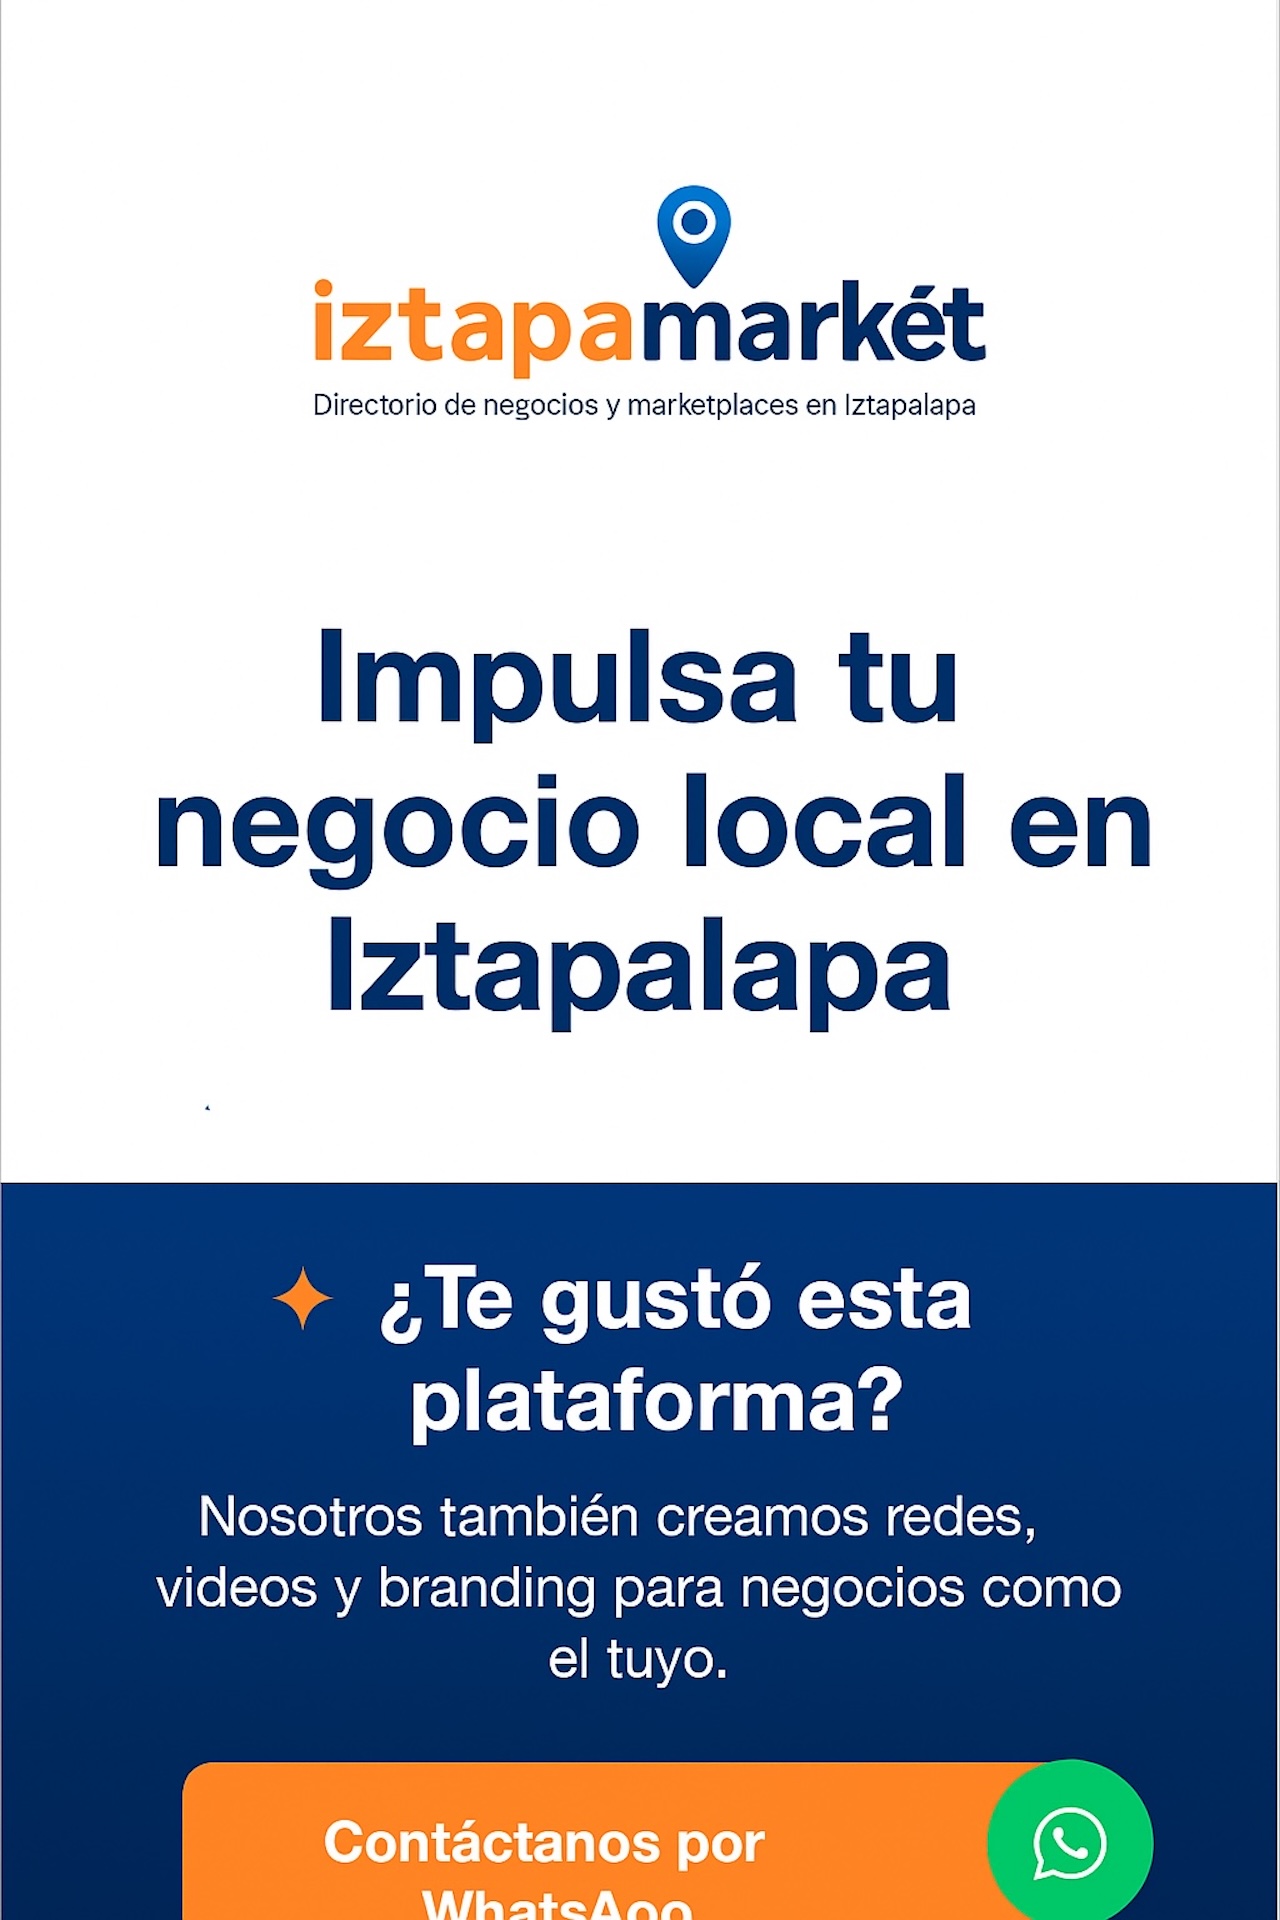 iztapamarkét
Directorio de negocios y marketplaces en Iztapalapa
Impulsa tu
negocio local en
Iztapalapa
¿Te gustó esta
plataforma?
Nosotros también creamos redes,
videos y branding para negocios como
el tuyo.
Contáctanos por
WhatsApp